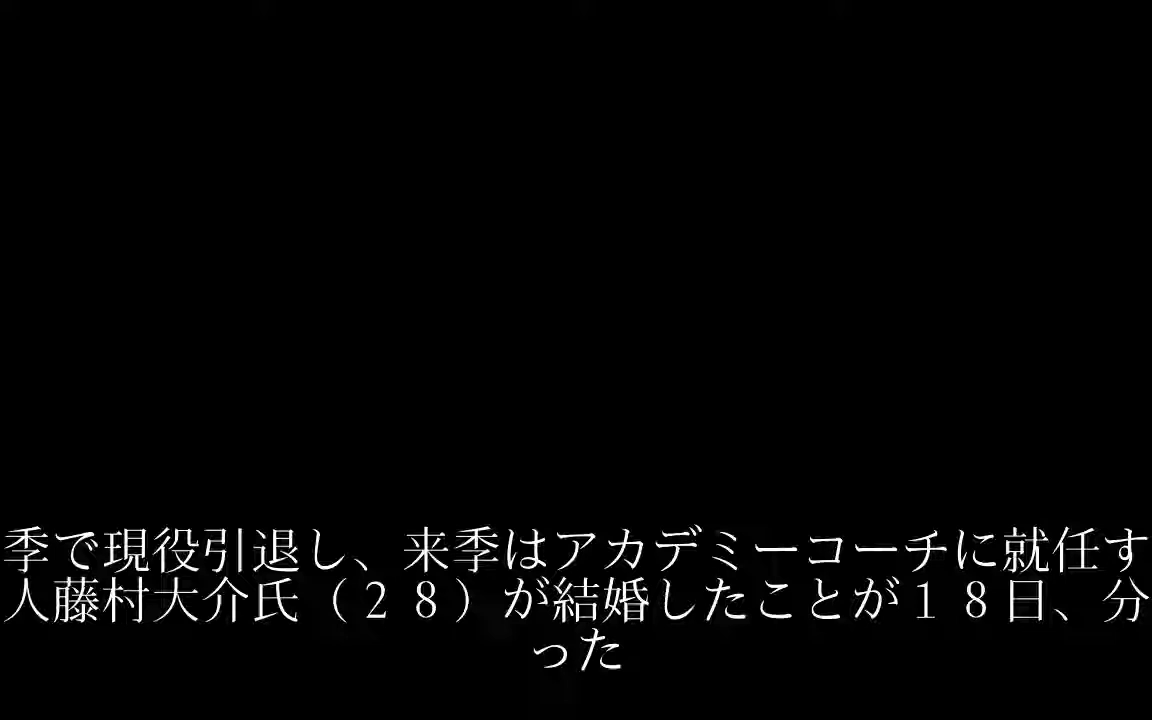 季で現役引退し、来季はアカデミーコーチに就任す
人藤村大介氏（２８）が結婚したことが１８日、分
った